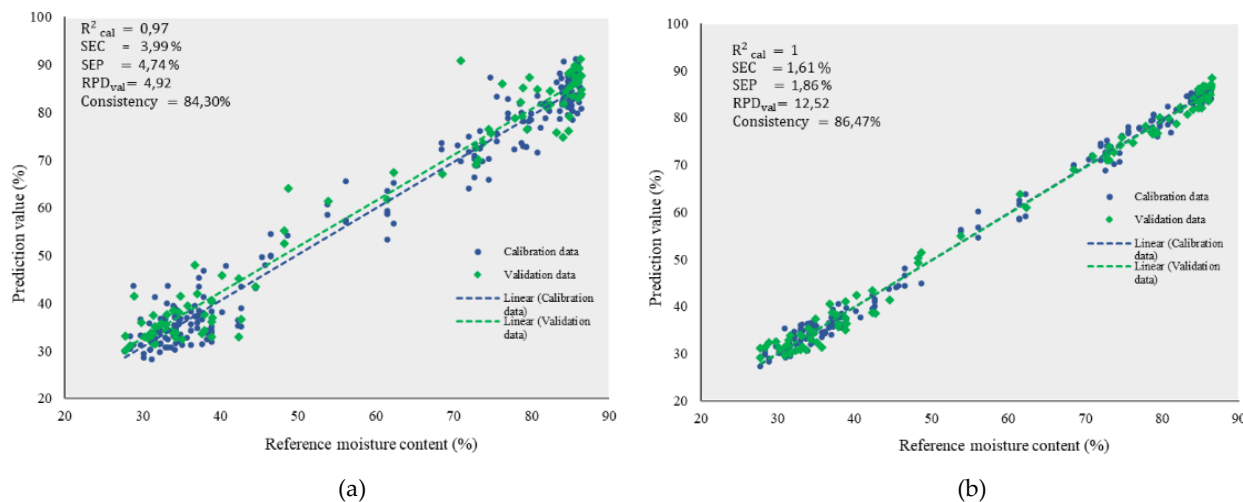 R² cal = 0,97
SEC = 3,99%
SEP = 4,74%
RPDval= 4,92
Consistency = 84,30%
100
90
80
70
60
50
40
30
20
Prediction value (%)
20 30 40 50 60 70 80 90
Reference moisture content (%)
Calibration data
Validation data
Linear (Calibration
data)
Linear (Validation
data)
(a)
R² cal = 1
SEC = 1,61%
SEP = 1,86%
RPDval= 12,52
Consistency = 86,47%
100
90
80
70
60
50
40
30
20
Prediction value (%)
20 30 40 50 60 70 80 90
Reference moisture content (%)
Calibration data
Validation data
Linear (Calibration
data)
Linear (Validation
data)
(b)